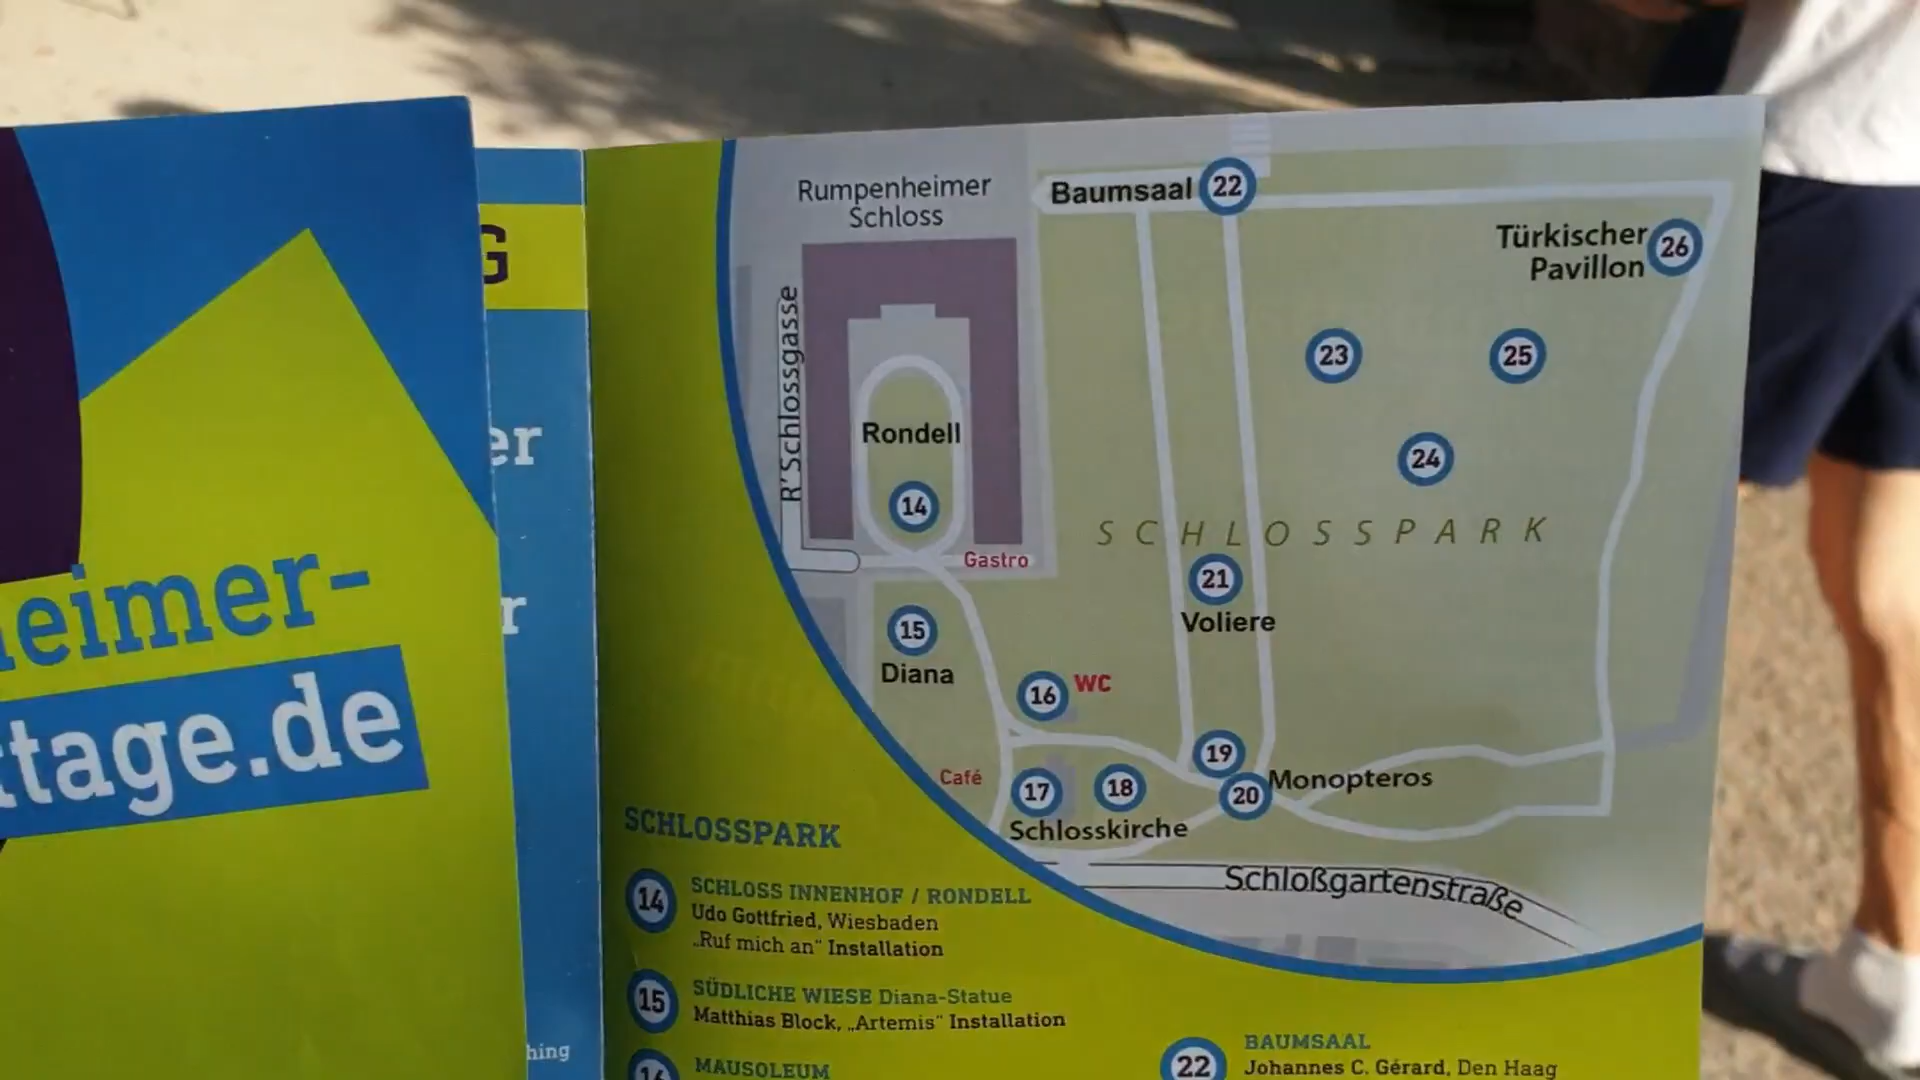 eimer-
ttage.de
G
er
r
hing
Rumpenheimer
Schloss
Baumsaal 22
Türkischer
Pavillon
26
R' Schlossgasse
23
25
Rondell
24
14
SCHLOSSPARK
Gastro
21
Voliere
15
Diana
16 WC
19
Café
17
18
20
Monopteros
Schlosskirche
Schloßgartenstraße
SCHLOSSPARK
14
SCHLOSS INNENHOF / RONDELL
Udo Gottfried, Wiesbaden
„Ruf mich an“ Installation
15
SÜDLICHE WIESE Diana-Statue
Matthias Block, „Artemis“ Installation
16
MAUSOLEUM
22
BAUMSAAL
Johannes C. Gérard, Den Haag